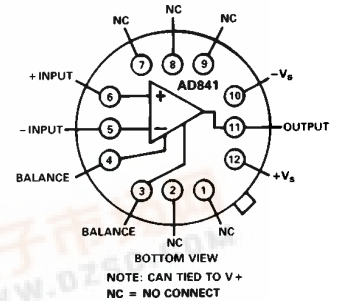 NC
NC
NC
7
8
9
AD841
+ INPUT
6
+
10
-Vs
- INPUT
5
−
11
OUTPUT
4
12
+Vs
BALANCE
3
2
1
BALANCE
NC
NC
BOTTOM VIEW
NOTE: CAN TIED TO V+
NC = NO CONNECT